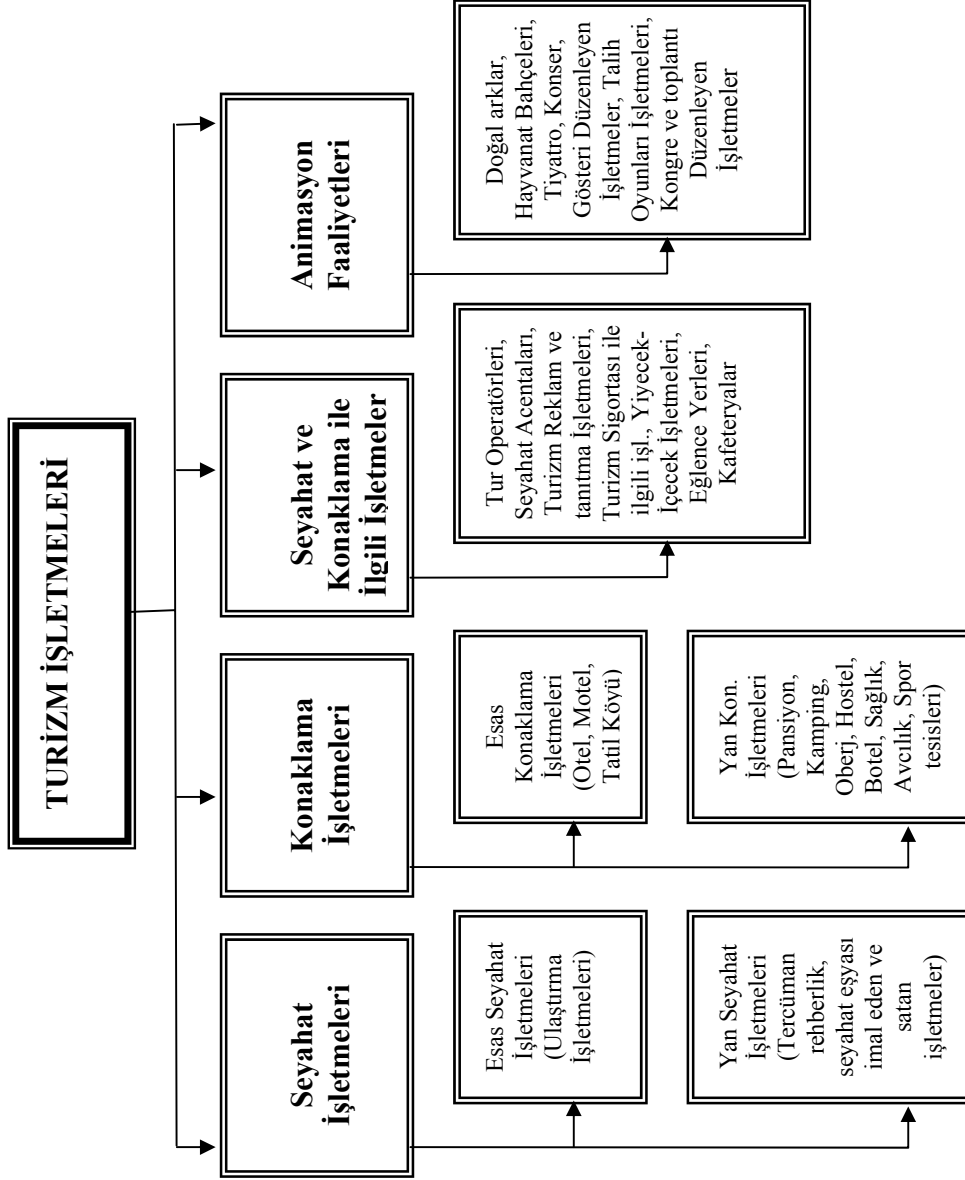 TURİZM İŞLETMELERİ
Seyahat
İşletmeleri
Esas Seyahat
İşletmeleri
(Ulaştırma
İşletmeleri)
Yan Seyahat
İşletmeleri
(Tercüman
rehberlik,
seyahat eşyası
imal eden ve
satan
işletmeler)
Konaklama
İşletmeleri
Esas
Konaklama
İşletmeleri
(Otel, Motel,
Tatil Köyü)
Yan Kon.
İşletmeleri
(Pansiyon,
Kamping,
Oberj, Hostel,
Botel, Sağlık,
Avcılık, Spor
tesisleri)
Seyahat ve
Konaklama ile
İlgili İşletmeler
Tur Operatörleri,
Seyahat Acentaları,
Turizm Reklam ve
tanıtma İşletmeleri,
Turizm Sigortası ile
ilgili işl., Yiyecek-
İçecek İşletmeleri,
Eğlence Yerleri,
Kafeteryalar
Animasyon
Faaliyetleri
Doğal arklar,
Hayvanat Bahçeleri,
Tiyatro, Konser,
Gösteri Düzenleyen
İşletmeler, Talih
Oyunları İşletmeleri,
Kongre ve toplantı
Düzenleyen
İşletmeler